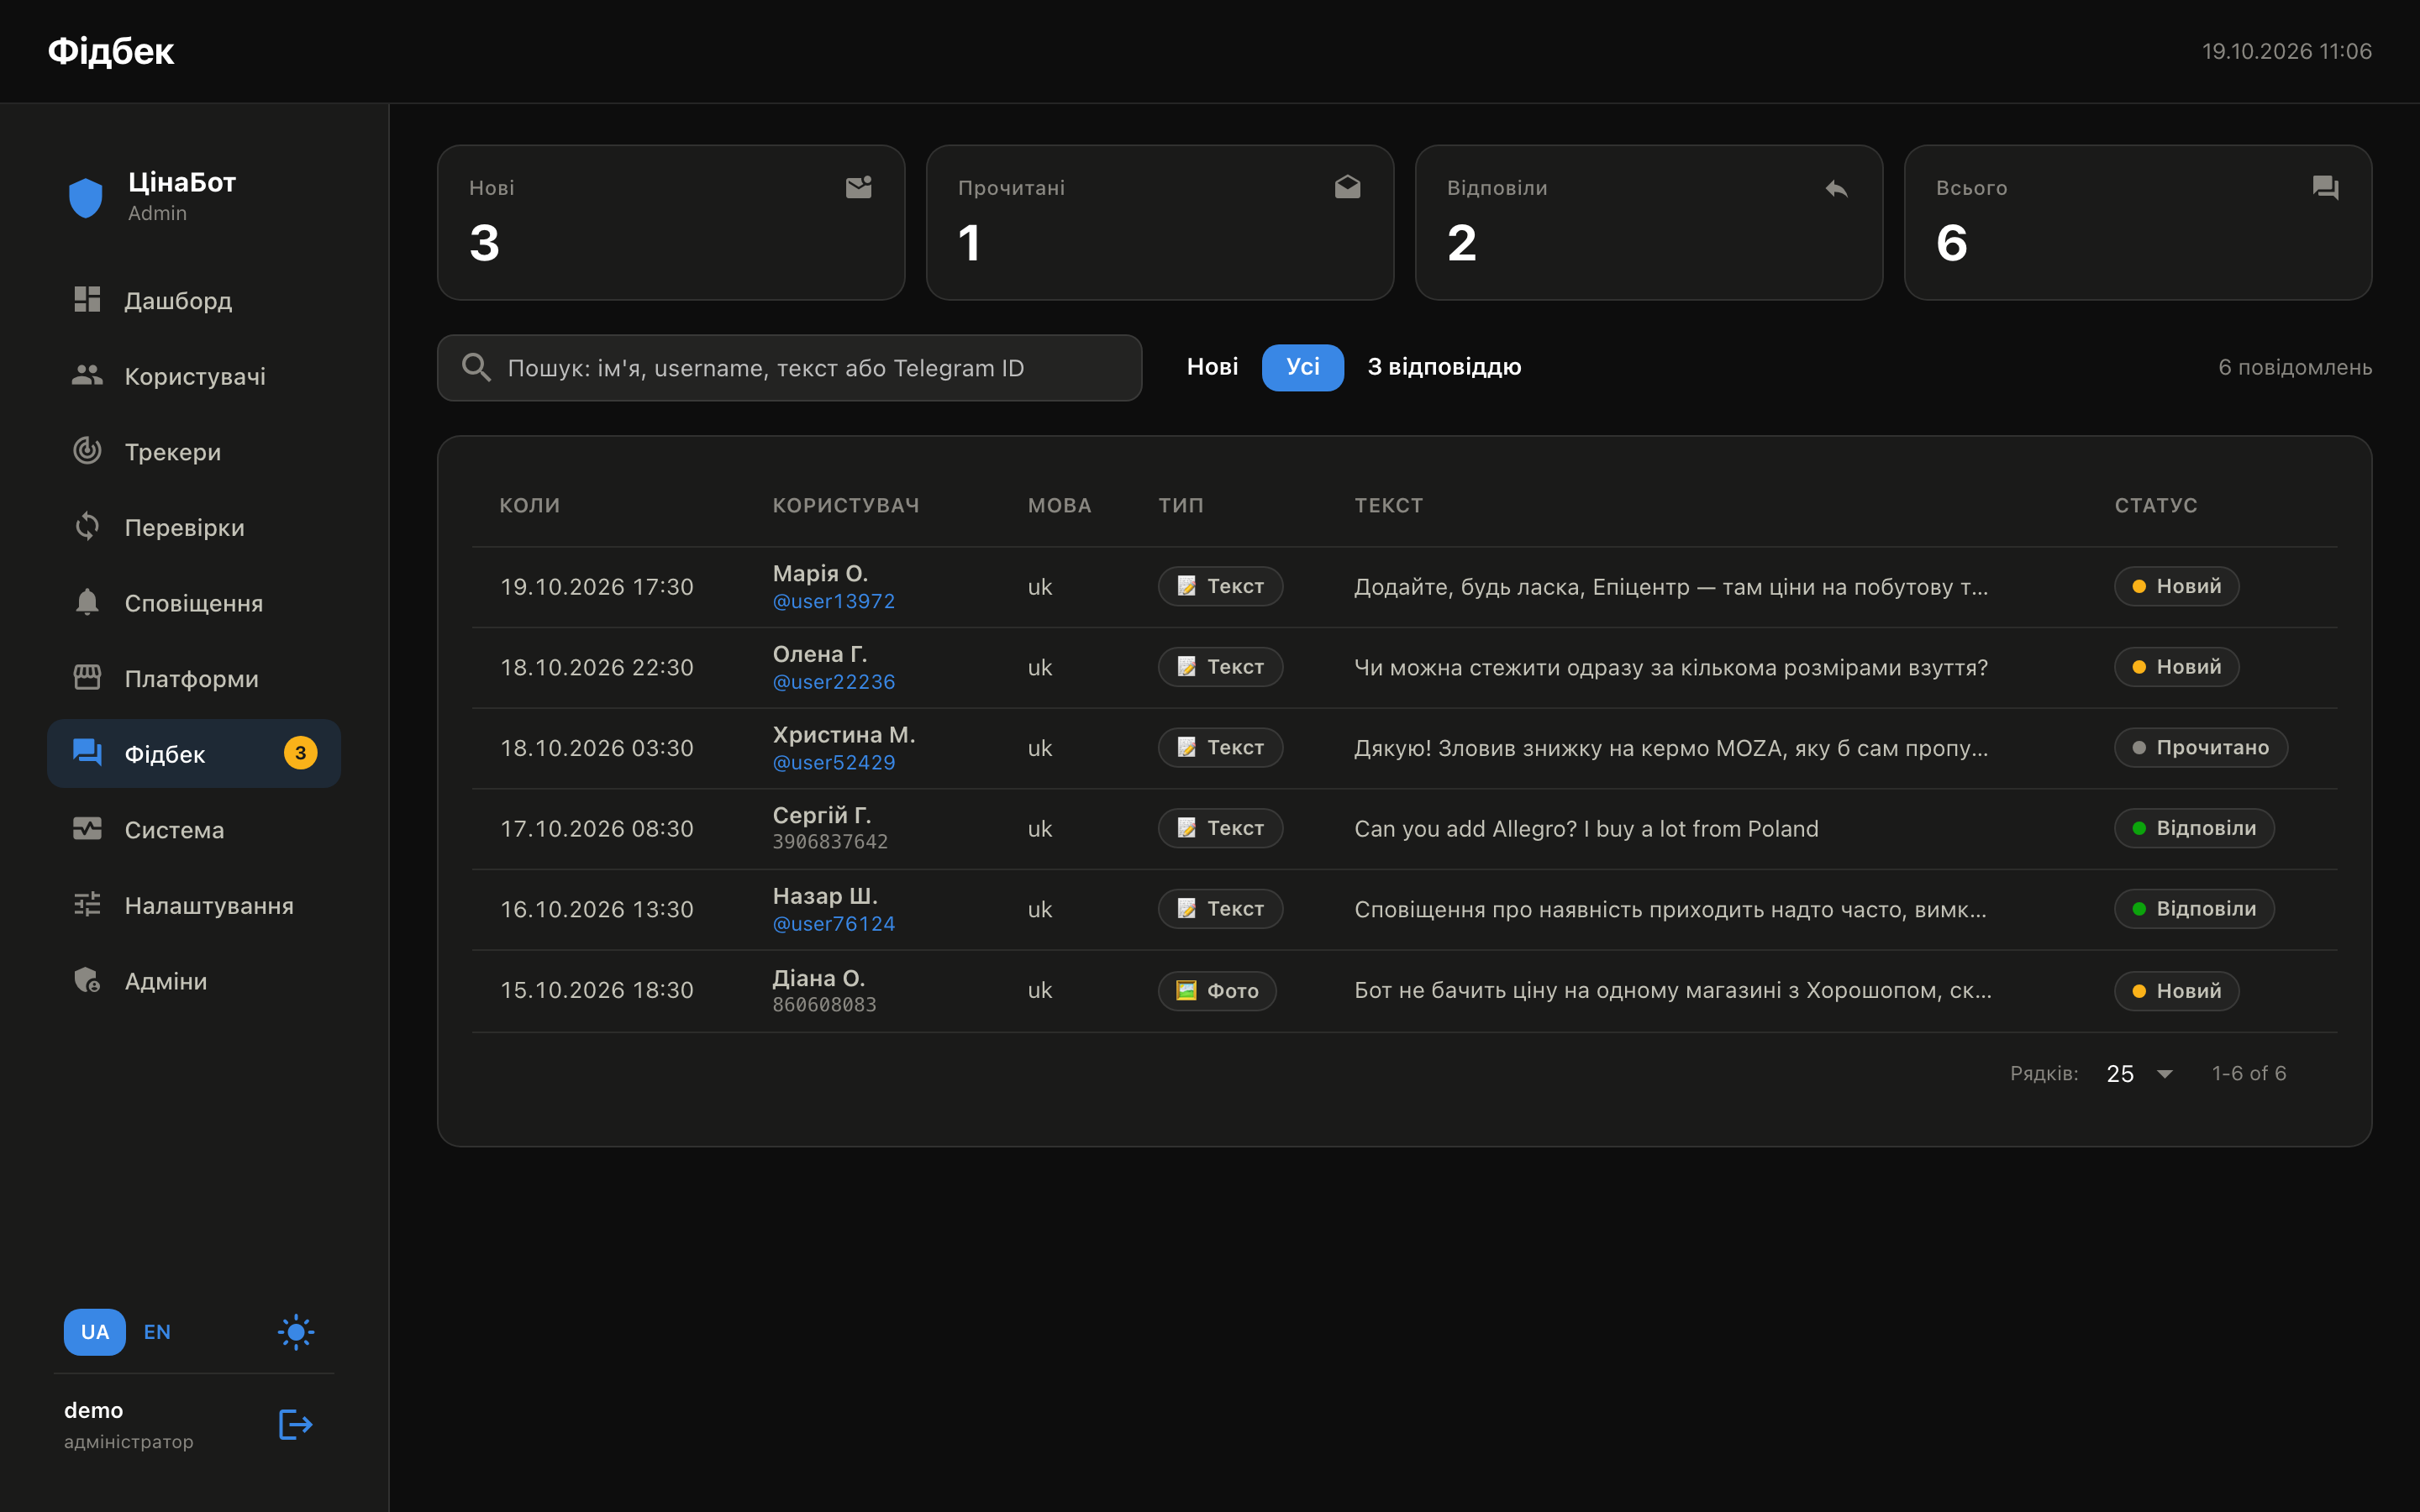 Фідбек
19.10.2026 11:06
ЦінаБот
Admin
Дашборд
Користувачі
Трекери
Перевірки
Сповіщення
Платформи
Фідбек 3
Система
Налаштування
Адміни
UA EN
demo
адміністратор
Нові
3
Прочитані
1
Відповіли
2
Всього
6
Пошук: ім'я, username, текст або Telegram ID
Нові Усі З відповіддю
6 повідомлень
КОЛИ КОРИСТУВАЧ МОВА ТИП ТЕКСТ СТАТУС
19.10.2026 17:30 Марія О. @user13972 uk Текст Додайте, будь ласка, Епіцентр — там ціни на побутову т... Новий
18.10.2026 22:30 Олена Г. @user22236 uk Текст Чи можна стежити одразу за кількома розмірами взуття? Новий
18.10.2026 03:30 Христина М. @user52429 uk Текст Дякую! Зловив знижку на кермо MOZA, яку б сам пропу... Прочитано
17.10.2026 08:30 Сергій Г. 3906837642 uk Текст Can you add Allegro? I buy a lot from Poland Відповіли
16.10.2026 13:30 Назар Ш. @user76124 uk Текст Сповіщення про наявність приходить надто часто, вимк... Відповіли
15.10.2026 18:30 Діана О. 860608083 uk Фото Бот не бачить ціну на одному магазині з Хорошопом, ск... Новий
Рядків: 25 1-6 of 6